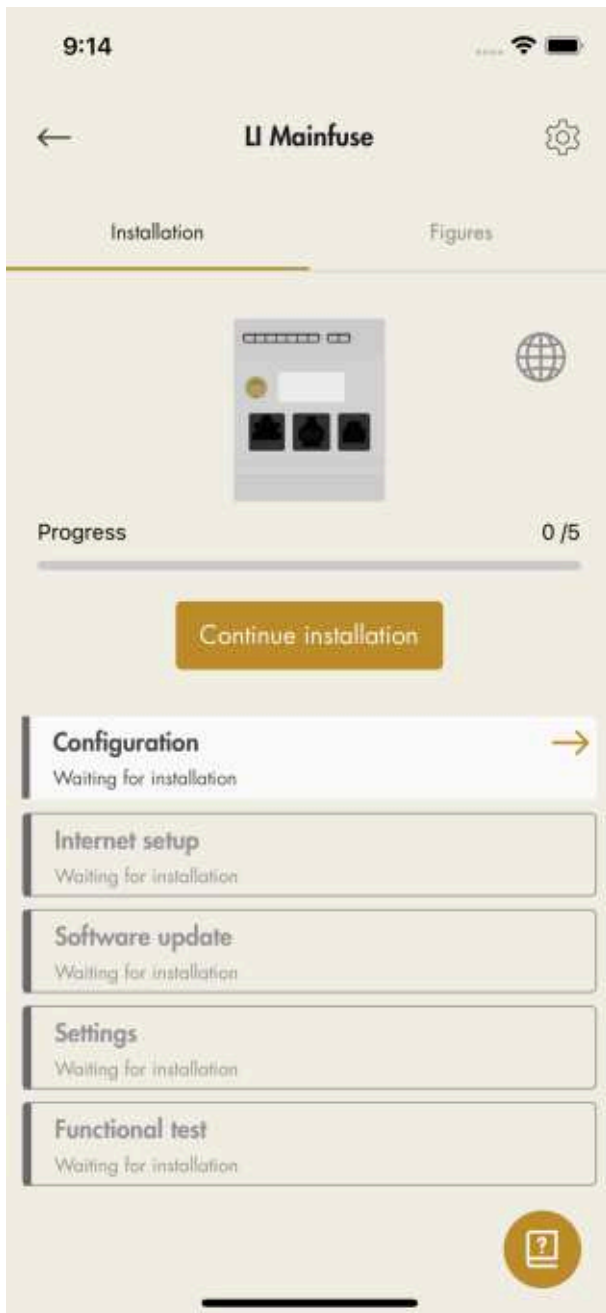 9:14
LI Mainfuse
Installation
Figures
Progress
0 /5
Continue installation
Configuration
Waiting for installation
Internet setup
Waiting for installation
Software update
Waiting for installation
Settings
Waiting for installation
Functional test
Waiting for installation
?